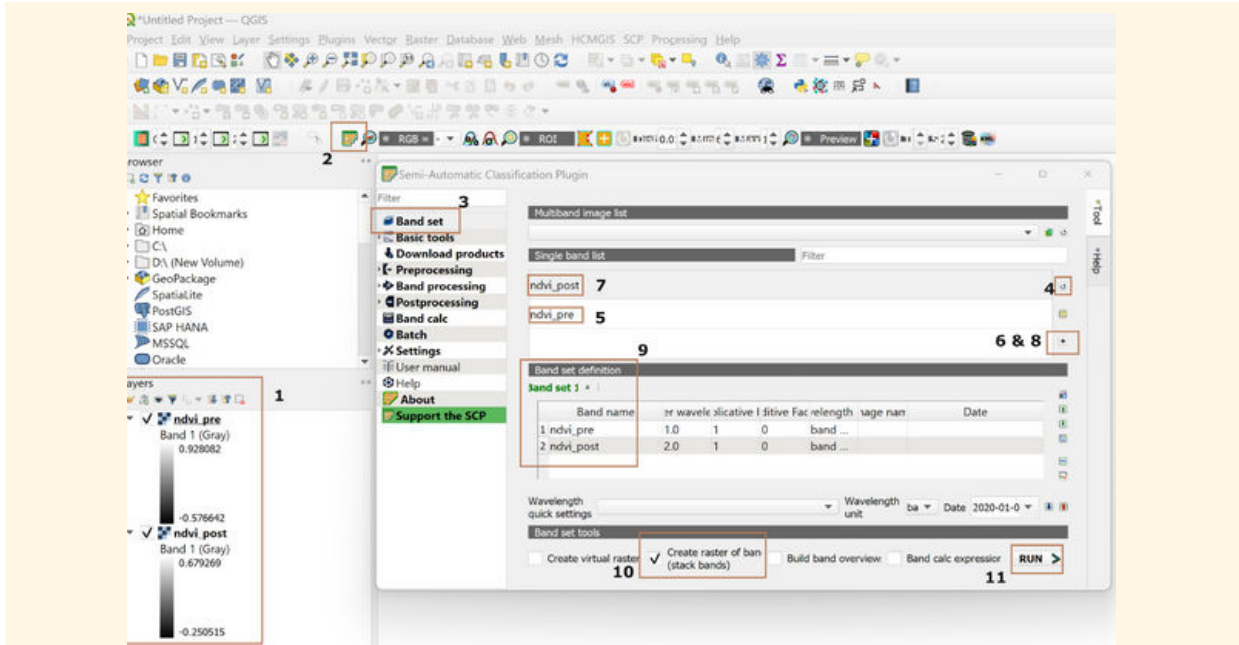 *Untitled Project — QGIS
Project Edit View Layer Settings Plugins Vector Raster Database Web Mesh HCMGIS SCP Processing Help
RGB = -
ROI
Preview
2
rowser
Favorites
Spatial Bookmarks
Home
C:\
D:\ (New Volume)
GeoPackage
SpatiaLite
PostGIS
SAP HANA
MSSQL
Oracle
ayers
1
ndvi_pre
Band 1 (Gray)
0.928082
-0.576642
ndvi_post
Band 1 (Gray)
0.679269
-0.250515
Semi-Automatic Classification Plugin
Filter
3
Band set
Basic tools
Download products
Preprocessing
Band processing
Postprocessing
Band calc
Batch
Settings
User manual
Help
About
Support the SCP
Multiband image list
Single band list
Filter
ndvi_post 7
4
ndvi_pre 5
6 & 8
9
Band set definition
Band set 1
Band name
Date
1 ndvi_pre 1.0 1 0 band ...
2 ndvi_post 2.0 1 0 band ...
Wavelength quick settings
Wavelength unit
ba
Date 2020-01-0
Band set tools
Create virtual raster
10
Create raster of ban
(stack bands)
Build band overview
Band calc expression
RUN
11
Tool
Help